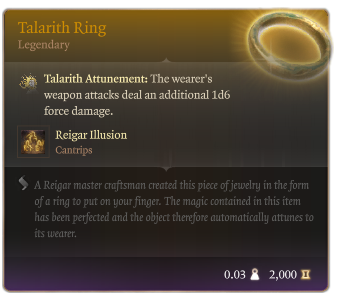 Talarith Ring
Legendary
Talarith Attunement: The wearer's
weapon attacks deal an additional 1d6
force damage.
Reigar Illusion
Cantrips
A Reigar master craftsman created this piece of jewelry in the form
of a ring to put on your finger. The magic contained in this item
has been perfected and the object therefore automatically attunes to
its wearer.
0.03 2,000